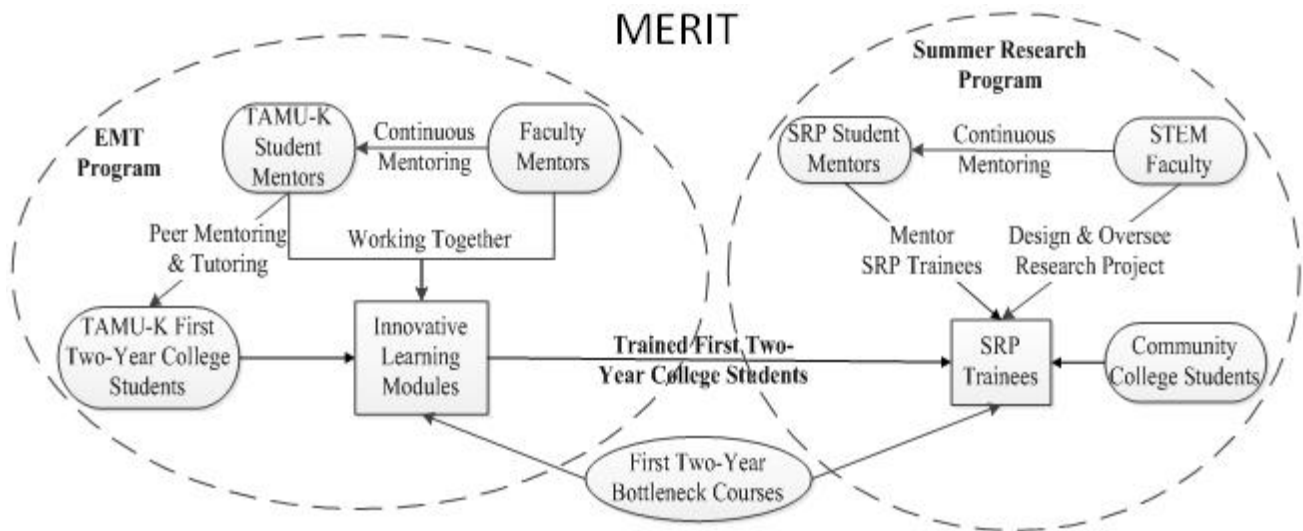 MERIT
EMT
Program
TAMU-K
Student
Mentors
Continuous
Mentoring
Faculty
Mentors
Peer Mentoring
& Tutoring
Working Together
TAMU-K First
Two-Year College
Students
Innovative
Learning
Modules
Trained First Two-
Year College Students
First Two-Year
Bottleneck Courses
Summer Research
Program
SRP Student
Mentors
Continuous
Mentoring
STEM
Faculty
Mentor
SRP Trainees
Design & Oversee
Research Project
SRP
Trainees
Community
College Students